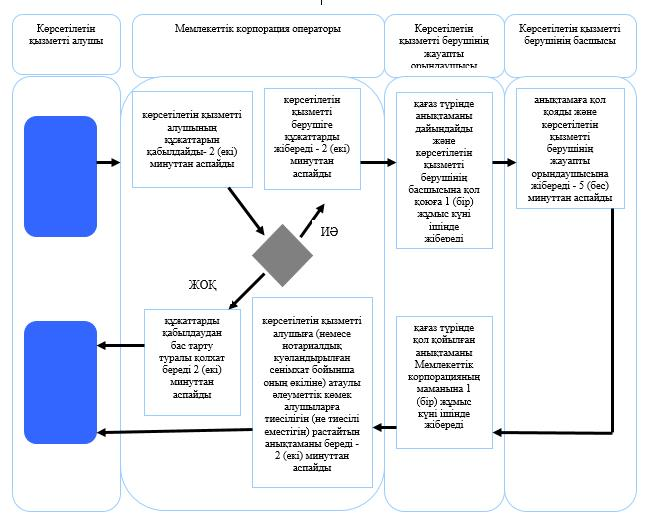 Көрсетілетін
қызметті алушы
Мемлекеттік корпорация операторы
Көрсетілетін
қызметті берушінің
жауапты
орындаушысы
Көрсетілетін қызметті
берушінің басшысы
көрсетілетін қызметті
алушының
құжаттарын
қабылдайды- 2 (екі)
минуттан аспайды
көрсетілетін
қызметті
берушіге
құжаттарды
жібереді - 2 (екі)
минуттан
аспайды
қағаз түрінде
анықтаманы
дайындайды
және
көрсетілетін
қызметті
берушінің
басшысына қол
қоюға 1 (бір)
жұмыс күні
ішінде
жібереді
анықтамаға қол
қояды және
көрсетілетін
қызметті
берушінің
жауапты
орындаушысына
жібереді - 5 (бес)
минуттан аспайды
ИӘ
ЖОҚ
құжаттарды
қабылдаудан
бас тарту
туралы қолхат
береді 2 (екі)
минуттан
аспайды
көрсетілетін қызметті
алушыға (немесе
нотариалдық
куәландырылған
сенімхат бойынша
оның өкіліне) атаулы
әлеуметтік көмек
алушыларға
тиесілігін (не тиесілі
еместігін) растайтын
анықтаманы береді -
2 (екі) минуттан
аспайды
қағаз түрінде
қол қойылған
анықтаманы
Мемлекеттік
корпорацияның
маманына 1
(бір) жұмыс
күні ішінде
жібереді